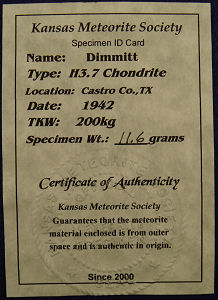 Kansas Meteorite Society
Specimen ID Card
Name: Dimmitt
Type: H3.7 Chondrite
Location: Castro Co.,TX
Date: 1942
TKW: 200kg
Specimen Wt.: 11.6 grams
Certificate of Authenticity
Kansas Meteorite Society
Guarantees that the meteorite
material enclosed is from outer
space and is authentic in origin.
Since 2000